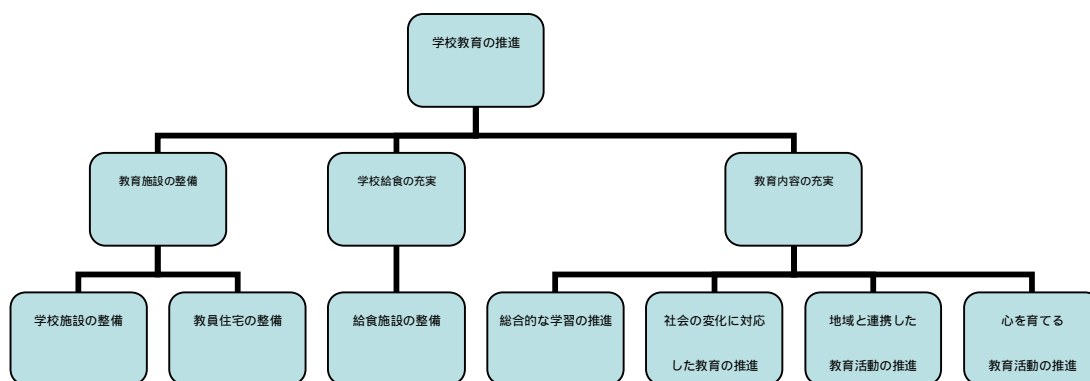 学校教育の推進
教育施設の整備
学校給食の充実
教育内容の充実
学校施設の整備
教員住宅の整備
給食施設の整備
総合的な学習の推進
社会の変化に対応
した教育の推進
地域と連携した
教育活動の推進
心を育てる
教育活動の推進